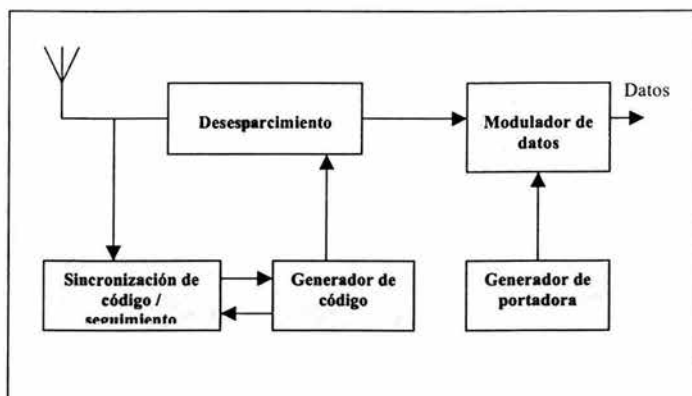 Datos
Desesparcimiento
Modulador de
datos
Sincronización de
código /
seguimiento
Generador de
código
Generador de
portadora